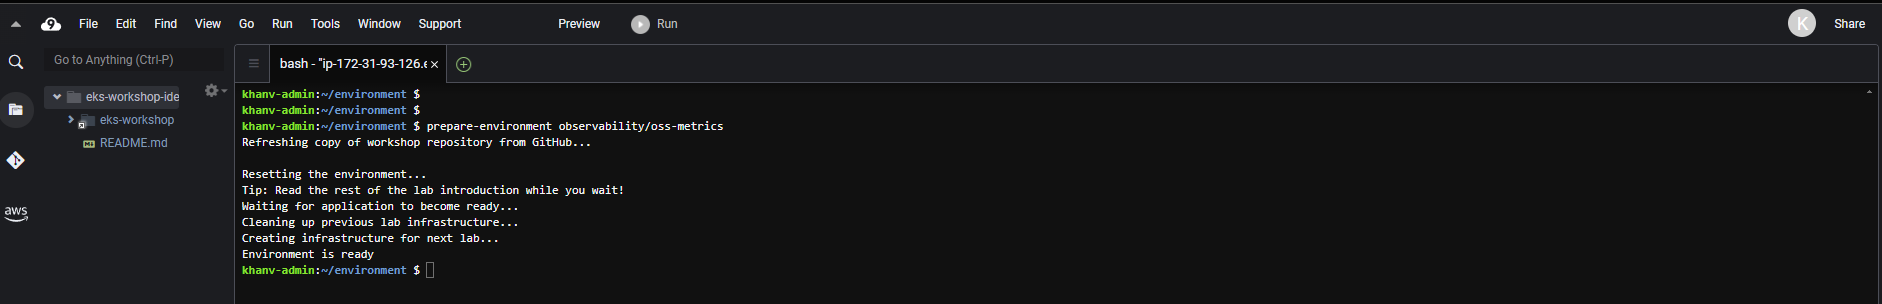 9 File Edit Find View Go Run Tools Window Support Preview Run K Share
Go to Anything (Ctrl-P)
bash - "ip-172-31-93-126.e ×
eks-workshop-ide
eks-workshop
README.md
aws
khanv-admin:~/environment $
khanv-admin:~/environment $
khanv-admin:~/environment $ prepare-environment observability/oss-metrics
Refreshing copy of workshop repository from GitHub...
Resetting the environment...
Tip: Read the rest of the lab introduction while you wait!
Waiting for application to become ready...
Cleaning up previous lab infrastructure...
Creating infrastructure for next lab...
Environment is ready
khanv-admin:~/environment $